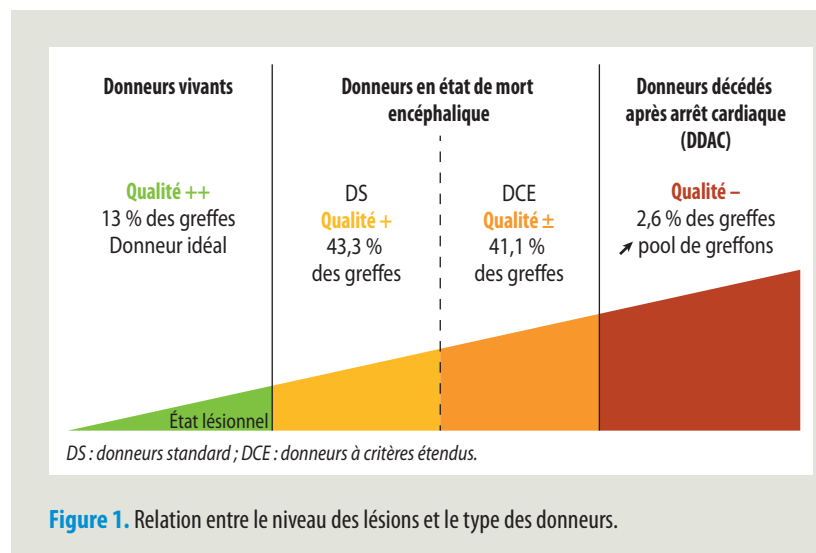 Donneurs vivants
Donneurs en état de mort
encéphalique
Donneurs décédés
après arrêt cardiaque
(DDAC)
Qualité ++
13 % des greffes
Donneur idéal
DS
Qualité +
43,3 %
des greffes
DCE
Qualité ±
41,1 %
des greffes
Qualité –
2,6 % des greffes
➚ pool de greffons
État lésionnel
DS : donneurs standard ; DCE : donneurs à critères étendus.
Figure 1. Relation entre le niveau des lésions et le type des donneurs.